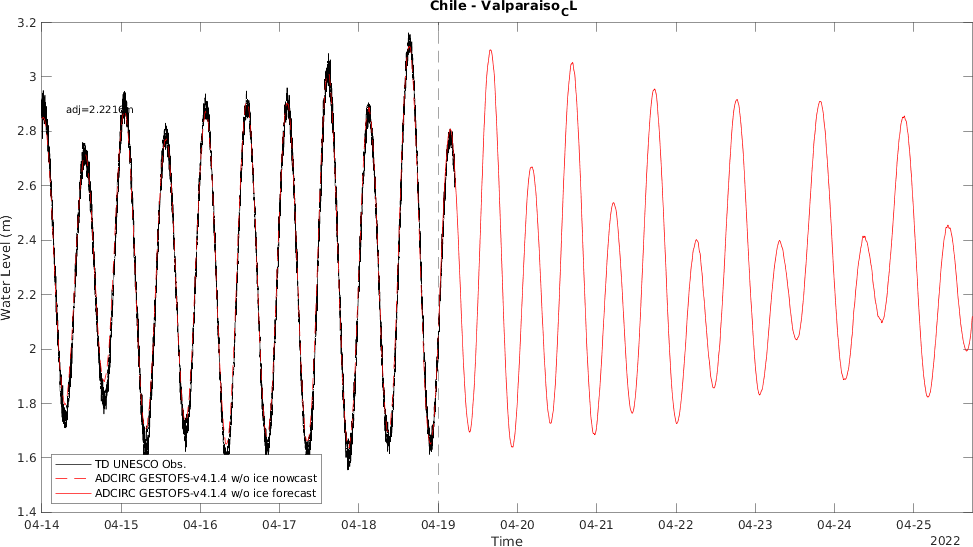 Chile - Valparaiso_CL
3.2
3
2.8
2.6
2.4
2.2
2
1.8
1.6
1.4
Water Level (m)
adj=2.2216m
TD UNESCO Obs.
ADCIRC GESTOFS-v4.1.4 w/o ice nowcast
ADCIRC GESTOFS-v4.1.4 w/o ice forecast
04-14 04-15 04-16 04-17 04-18 04-19 04-20 04-21 04-22 04-23 04-24 04-25
Time
2022